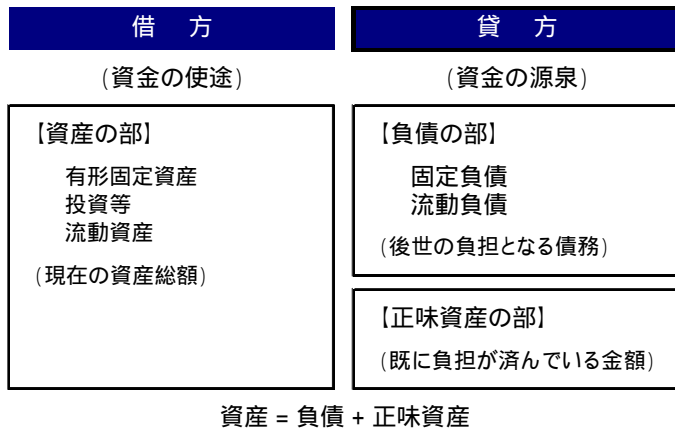 借 方
(資金の使途)
【資産の部】
有形固定資産
投資等
流動資産
(現在の資産総額)
貸 方
(資金の源泉)
【負債の部】
固定負債
流動負債
(後世の負担となる債務)
【正味資産の部】
(既に負担が済んでいる金額)
資産 = 負債 + 正味資産